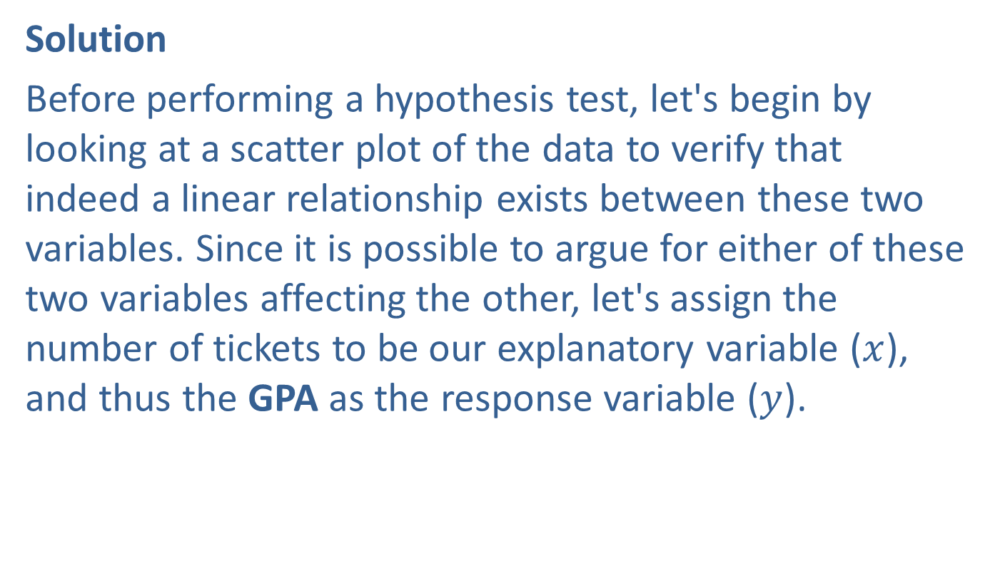 Solution
Before performing a hypothesis test, let's begin by
looking at a scatter plot of the data to verify that
indeed a linear relationship exists between these two
variables. Since it is possible to argue for either of these
two variables affecting the other, let's assign the
number of tickets to be our explanatory variable (x),
and thus the GPA as the response variable (y).